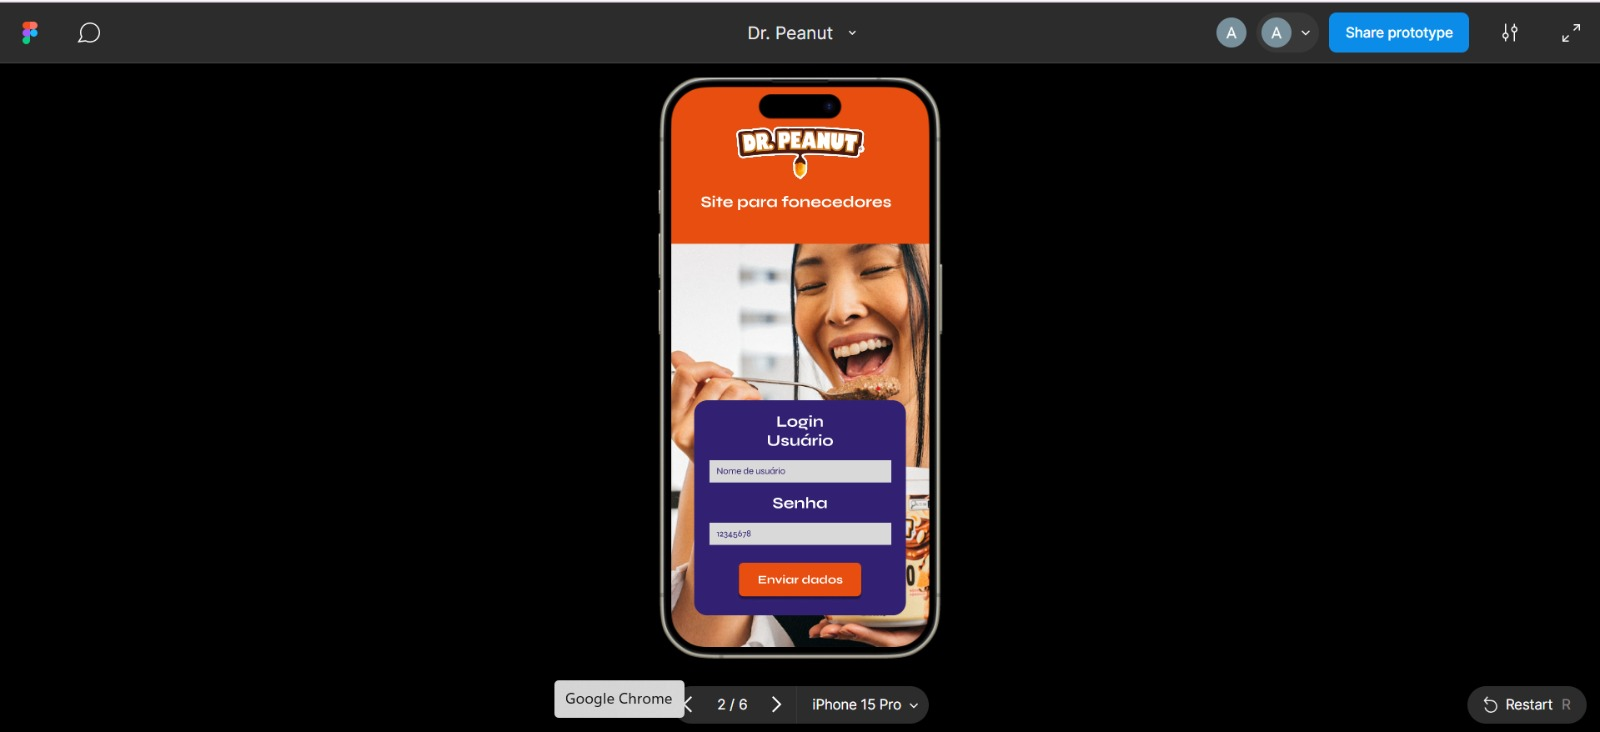 Dr. Peanut
A
A
Share prototype
DR. PEANUT
Site para fonecedores
Login
Usuário
Nome de usuário
Senha
12345678
Enviar dados
Google Chrome
2 / 6
iPhone 15 Pro
Restart R